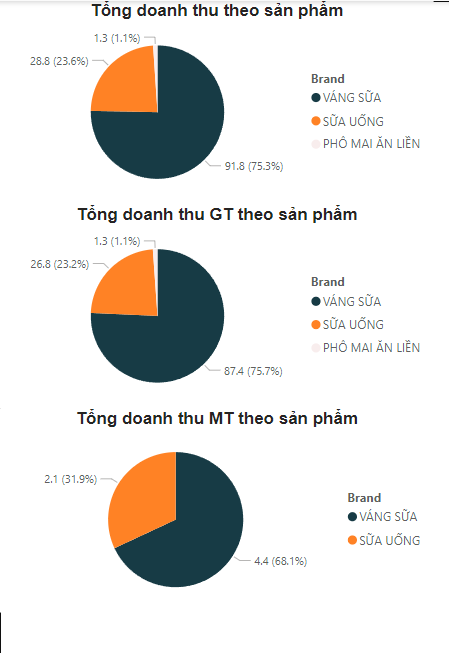 Tổng doanh thu theo sản phẩm
1.3 (1.1%)
28.8 (23.6%)
91.8 (75.3%)
Brand
VÁNG SỮA
SỮA UỐNG
PHÔ MAI ĂN LIỀN
Tổng doanh thu GT theo sản phẩm
1.3 (1.1%)
26.8 (23.2%)
87.4 (75.7%)
Brand
VÁNG SỮA
SỮA UỐNG
PHÔ MAI ĂN LIỀN
Tổng doanh thu MT theo sản phẩm
2.1 (31.9%)
4.4 (68.1%)
Brand
VÁNG SỮA
SỮA UỐNG